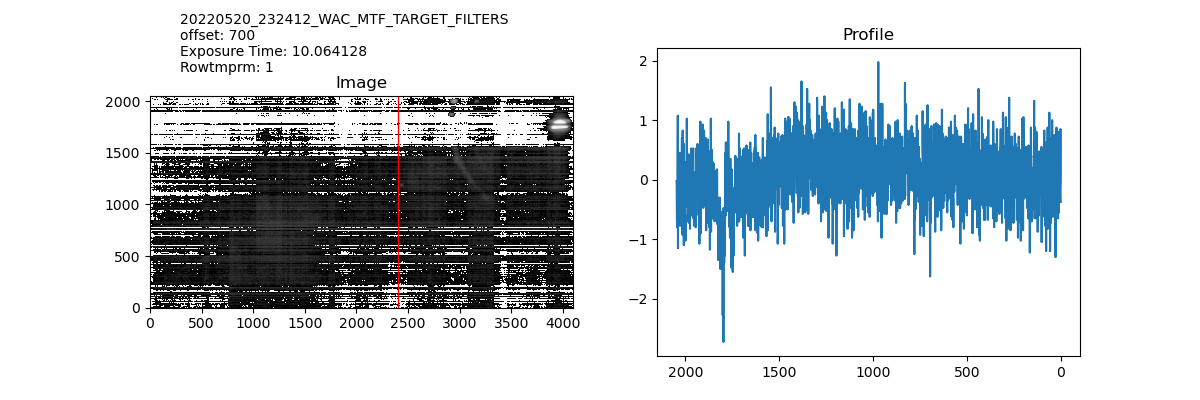 20220520_232412_WAC_MTF_TARGET_FILTERS
offset: 700
Exposure Time: 10.064128
Rowtmprm: 1
Image
2000
1500
1000
500
0
0 500 1000 1500 2000 2500 3000 3500 4000
Profile
2
1
0
−1
−2
2000 1500 1000 500 0